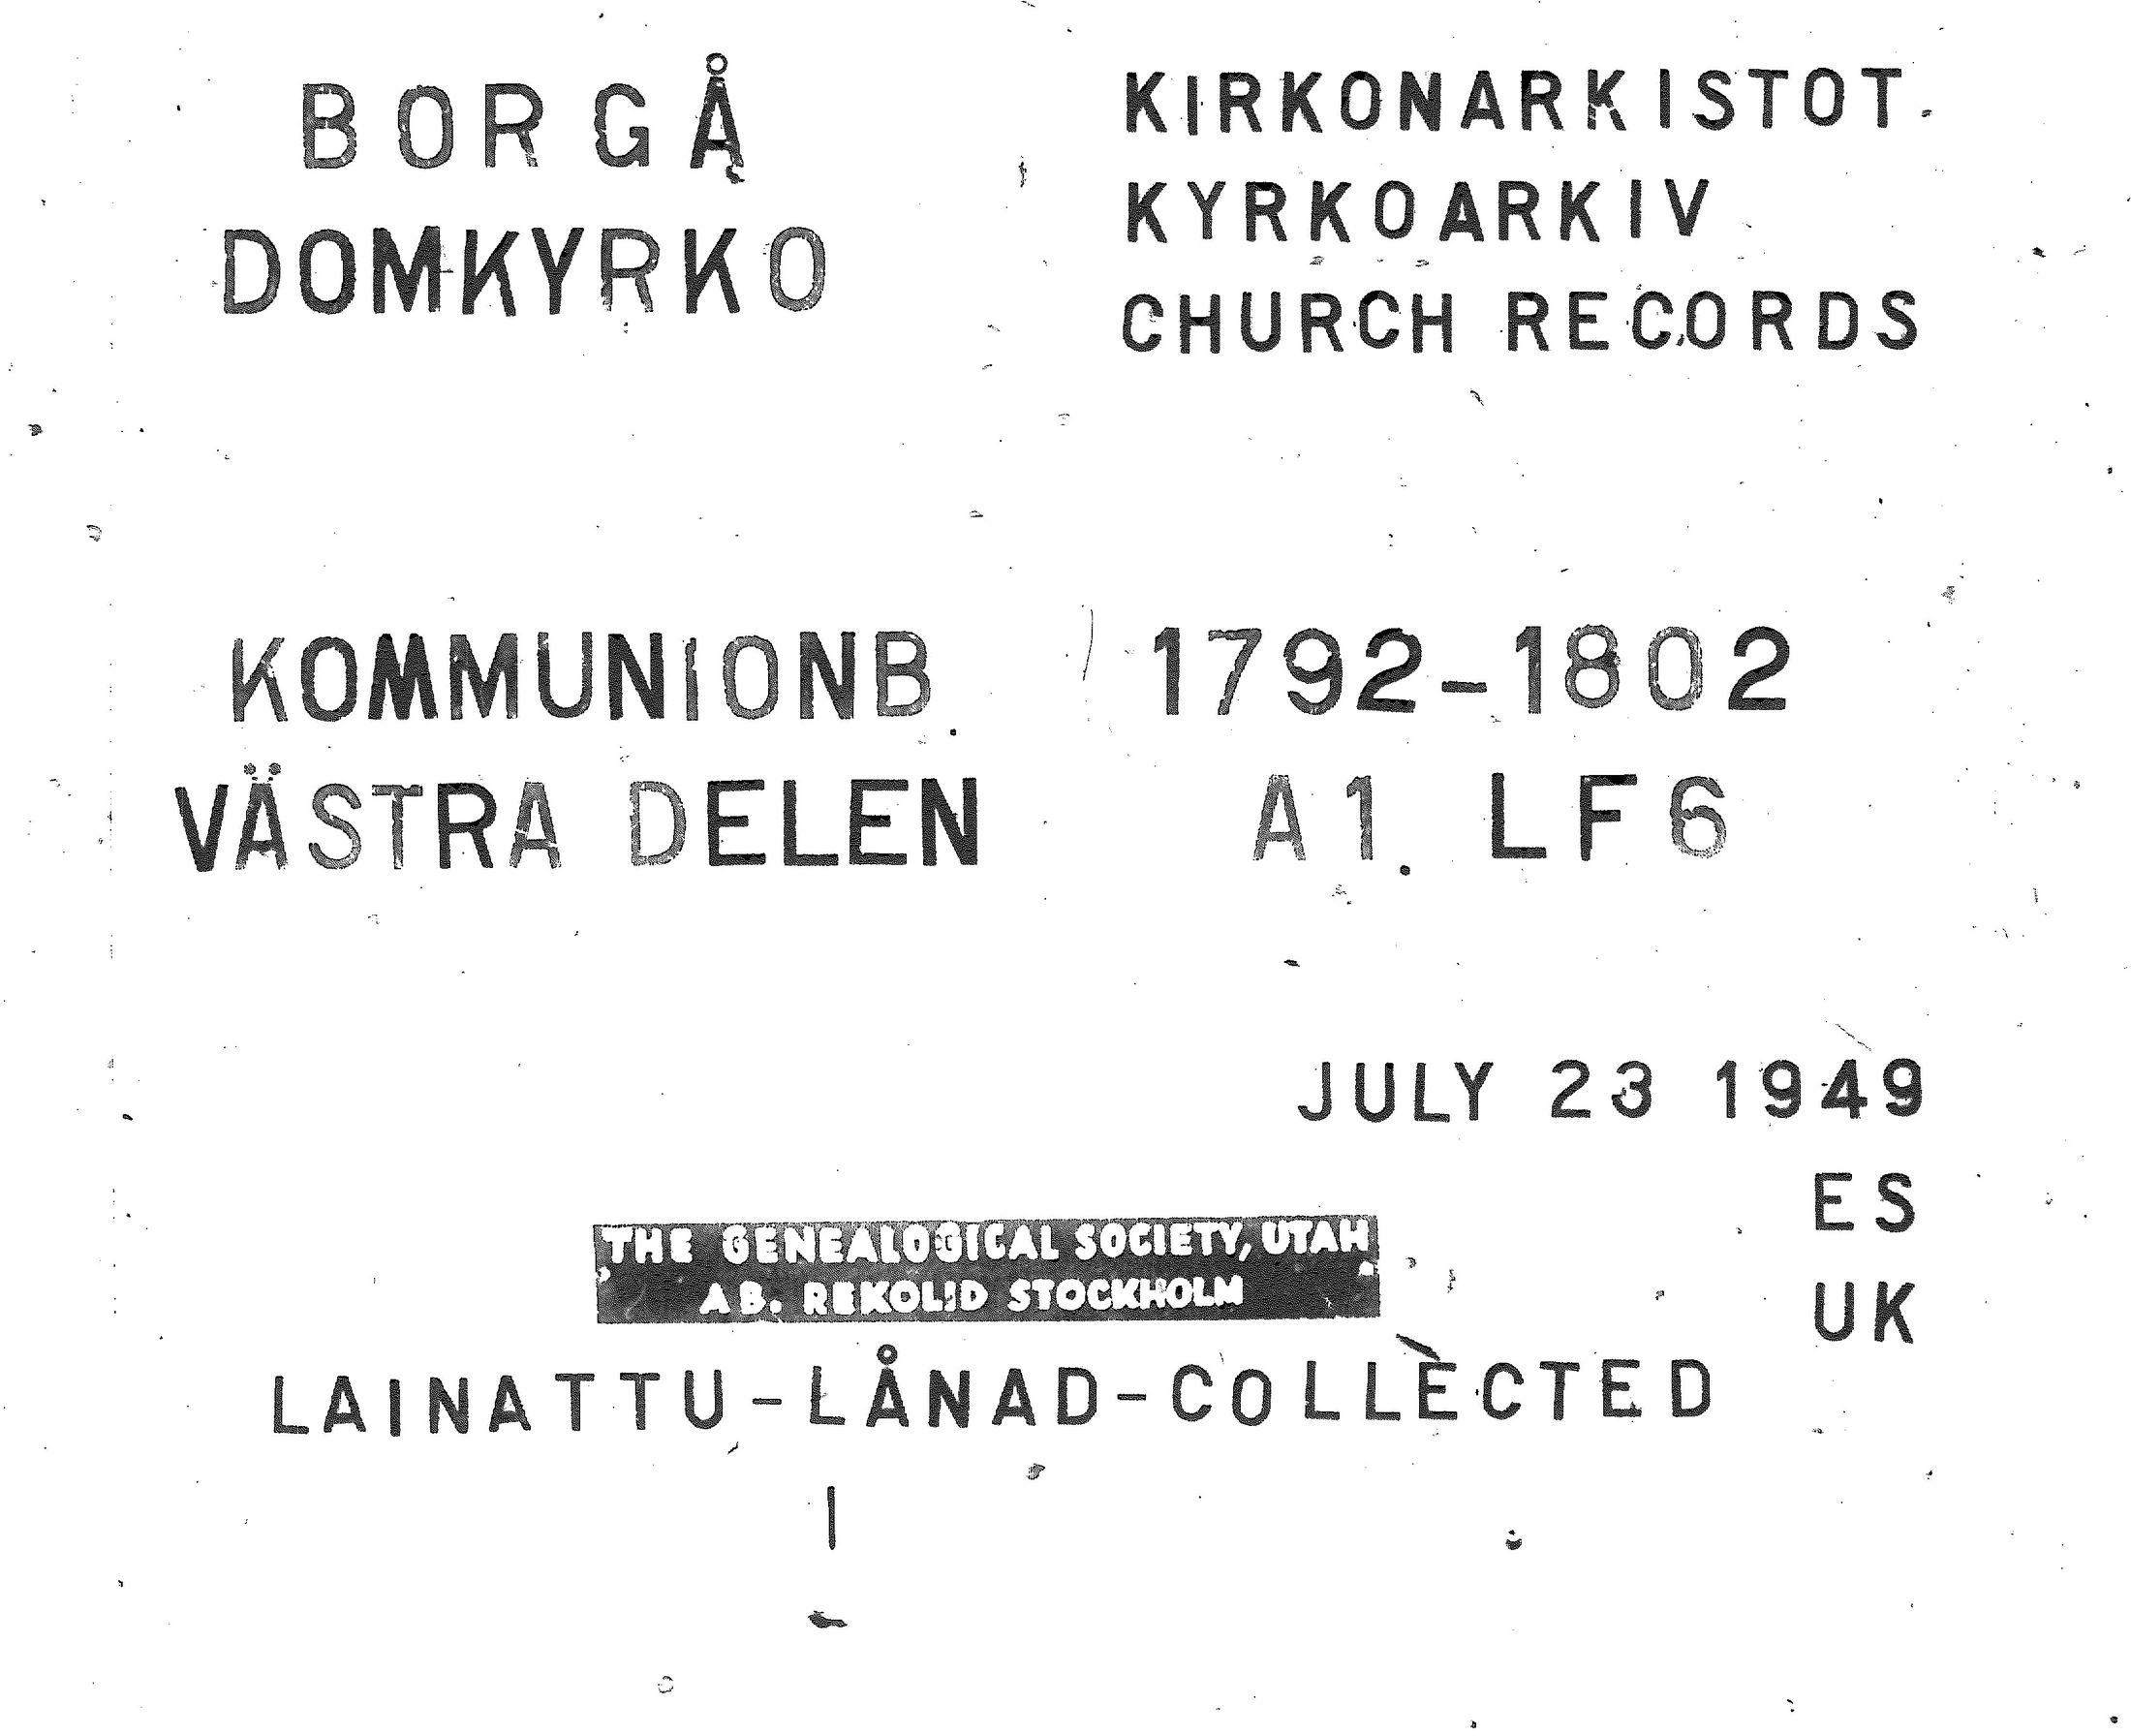 BORGÅ
DOMKYRKO
KIRKONARKISTOT
KYRKOARKIV
CHURCH RECORDS
KOMMUNIONB. 1792-1802
VÄSTRA DELEN A1. LF6
JULY 23 1949
ES
UK
THE GENEALOGICAL SOCIETY, UTAH
AB. REKOLID STOCKHOLM
LAINATTU-LÅNAD-COLLECTED